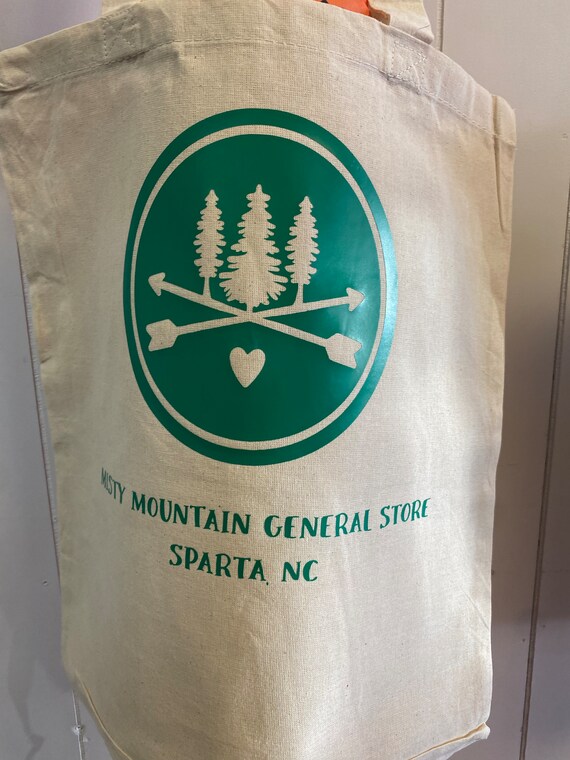 MISTY MOUNTAIN GENERAL STORE
SPARTA, NC